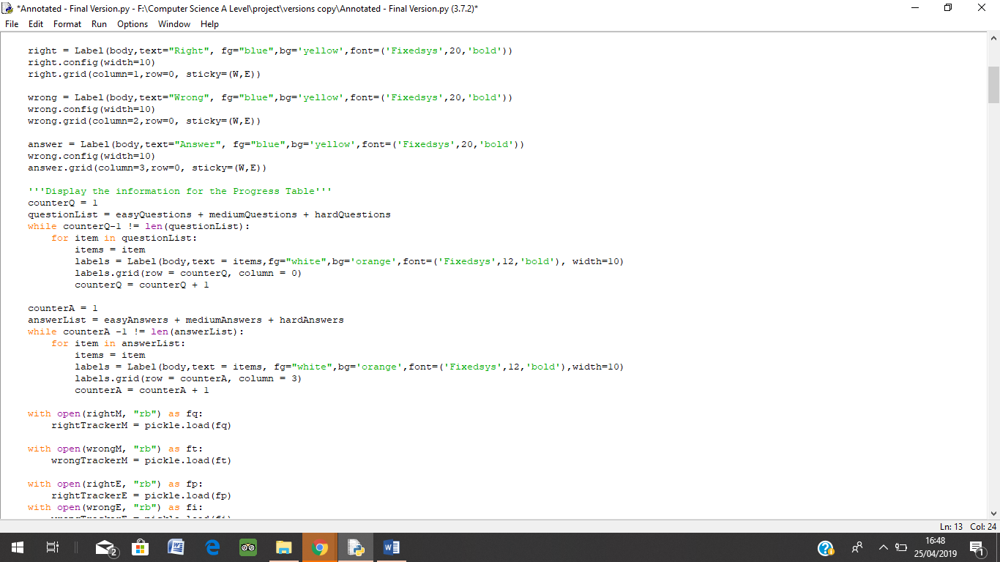 *Annotated - Final Version.py - F:\Computer Science A Level\project\versions copy\Annotated - Final Version.py (3.7.2)*
File Edit Format Run Options Window Help
right = Label(body,text="Right", fg="blue",bg='yellow',font=('Fixedsys',20,'bold'))
right.config(width=10)
right.grid(column=1,row=0, sticky=(W,E))
wrong = Label(body,text="Wrong", fg="blue",bg='yellow',font=('Fixedsys',20,'bold'))
wrong.config(width=10)
wrong.grid(column=2,row=0, sticky=(W,E))
answer = Label(body,text="Answer", fg="blue",bg='yellow',font=('Fixedsys',20,'bold'))
wrong.config(width=10)
answer.grid(column=3,row=0, sticky=(W,E))
'''Display the information for the Progress Table'''
counterQ = 1
questionList = easyQuestions + mediumQuestions + hardQuestions
while counterQ-1 != len(questionList):
for item in questionList:
items = item
labels = Label(body,text = items,fg="white",bg='orange',font=('Fixedsys',12,'bold'), width=10)
labels.grid(row = counterQ, column = 0)
counterQ = counterQ + 1
counterA = 1
answerList = easyAnswers + mediumAnswers + hardAnswers
while counterA -1 != len(answerList):
for item in answerList:
items = item
labels = Label(body,text = items, fg="white",bg='orange',font=('Fixedsys',12,'bold'),width=10)
labels.grid(row = counterA, column = 3)
counterA = counterA + 1
with open(rightM, "rb") as fq:
rightTrackerM = pickle.load(fq)
with open(wrongM, "rb") as ft:
wrongTrackerM = pickle.load(ft)
with open(rightE, "rb") as fp:
rightTrackerE = pickle.load(fp)
with open(wrongE, "rb") as fi:
Ln: 13 Col: 24
16:48
25/04/2019
2
1